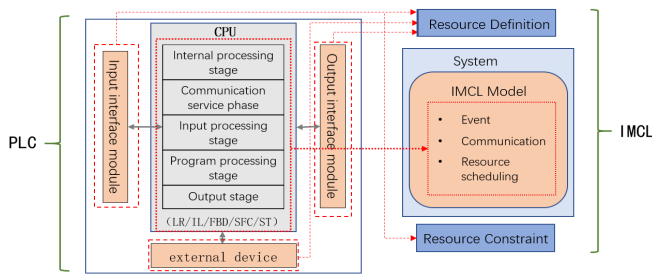 PLC
Input interface module
CPU
Internal processing
stage
Communication
service phase
Input processing
stage
Program processing
stage
Output stage
(LR/IL/FBD/SFC/ST)
Output interface module
external device
Resource Definition
System
IMCL Model
• Event
• Communication
• Resource
scheduling
Resource Constraint
IMCL